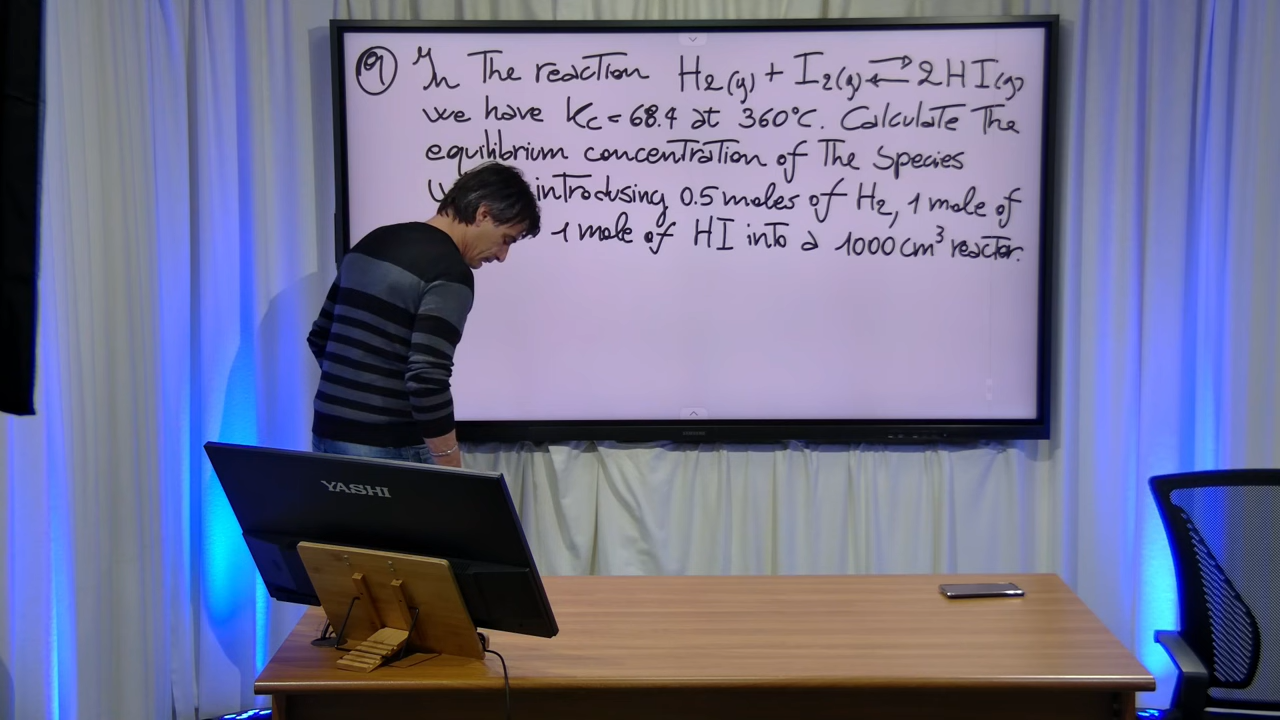 9 In The reaction H2(g) + I2(g) ⇄ 2HI(g)
we have Kc = 68.4 at 360°C. Calculate The
equilibrium concentration of The species
introdusing 0.5 moles of H2, 1 mole of
1 mole of HI into a 1000 cm³ reactor.
YASHI